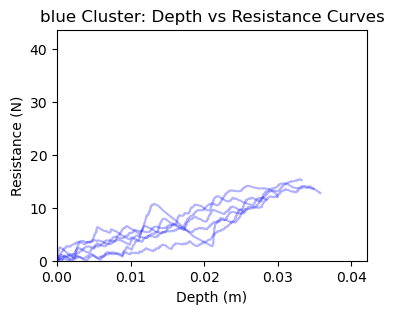 blue Cluster: Depth vs Resistance Curves
Resistance (N)
40
30
20
10
0
0.00 0.01 0.02 0.03 0.04
Depth (m)